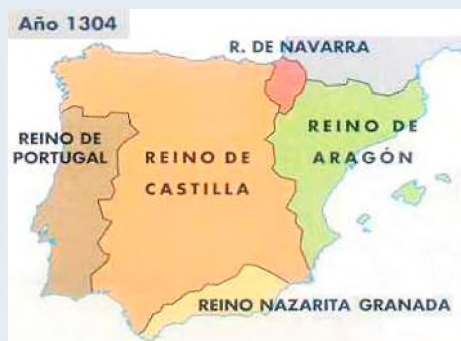 Año 1304
R. DE NAVARRA
REINO DE
PORTUGAL
REINO DE
CASTILLA
REINO DE
ARAGÓN
REINO NAZARITA GRANADA